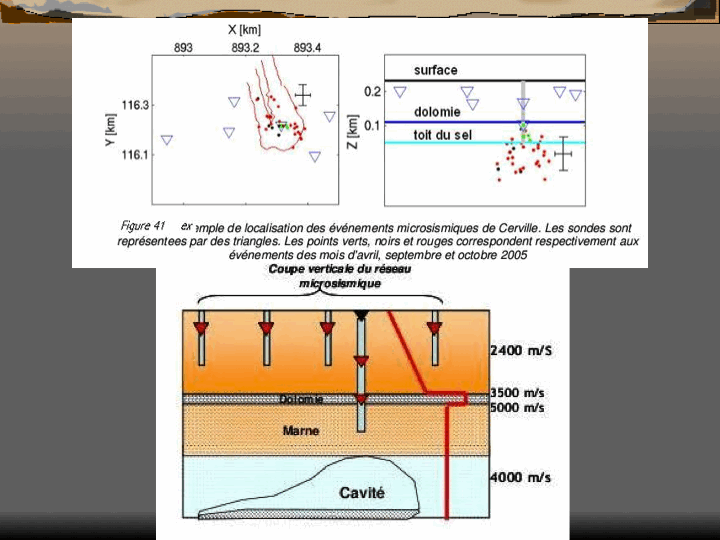 X [km]
893 893.2 893.4
116.3
116.1
Y [km]
surface
0.2
dolomie
0.1
toit du sel
Z [km]
Figure 41 exemple de localisation des événements microsismiques de Cerville. Les sondes sont
représentees par des triangles. Les points verts, noirs et rouges correspondent respectivement aux
événements des mois d'avril, septembre et octobre 2005
Coupe verticale du réseau
microsismique
2400 m/S
3500 m/s
Dolomie
5000 m/s
Marne
4000 m/s
Cavité